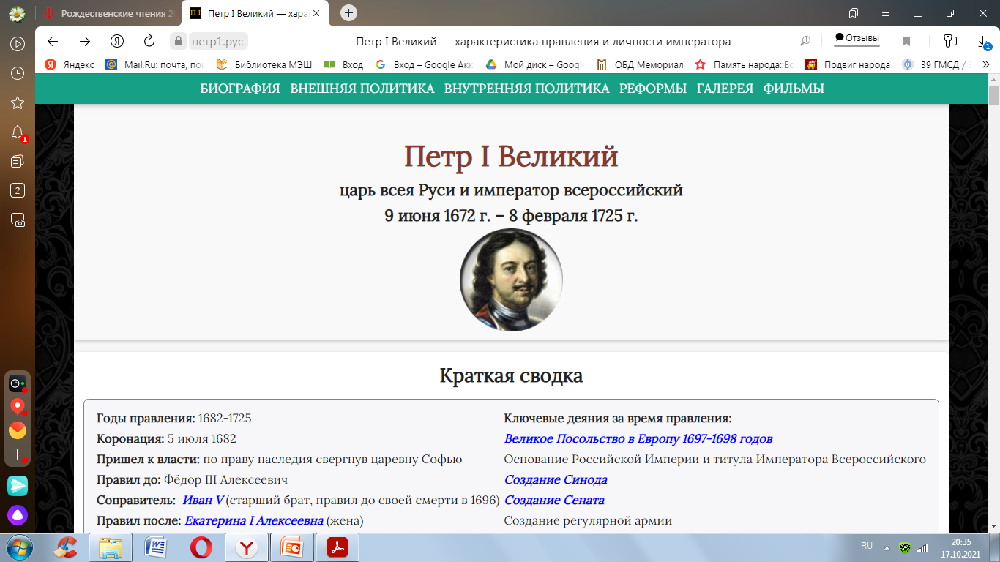 Рождественские чтения 2
П I Петр I Великий — хара
петр1.рус Петр I Великий — характеристика правления и личности императора Отзывы 1
Яндекс Mail.Ru: почта, пои Библиотека МЭШ Вход Вход – Google Акк Мой диск – Google ОБД Мемориал Память народа::Бо Подвиг народа 39 ГМСД /
БИОГРАФИЯ ВНЕШНЯЯ ПОЛИТИКА ВНУТРЕННЯЯ ПОЛИТИКА РЕФОРМЫ ГАЛЕРЕЯ ФИЛЬМЫ
1
2
Петр I Великий
царь всея Руси и император всероссийский
9 июня 1672 г. – 8 февраля 1725 г.
Краткая сводка
Годы правления: 1682-1725
Коронация: 5 июля 1682
Пришел к власти: по праву наследия свергнув царевну Софью
Правил до: Фёдор III Алексеевич
Соправитель: Иван V (старший брат, правил до своей смерти в 1696)
Правил после: Екатерина I Алексеевна (жена)
Ключевые деяния за время правления:
Великое Посольство в Европу 1697-1698 годов
Основание Российской Империи и титула Императора Всероссийского
Создание Синода
Создание Сената
Создание регулярной армии
RU
20:35
17.10.2021